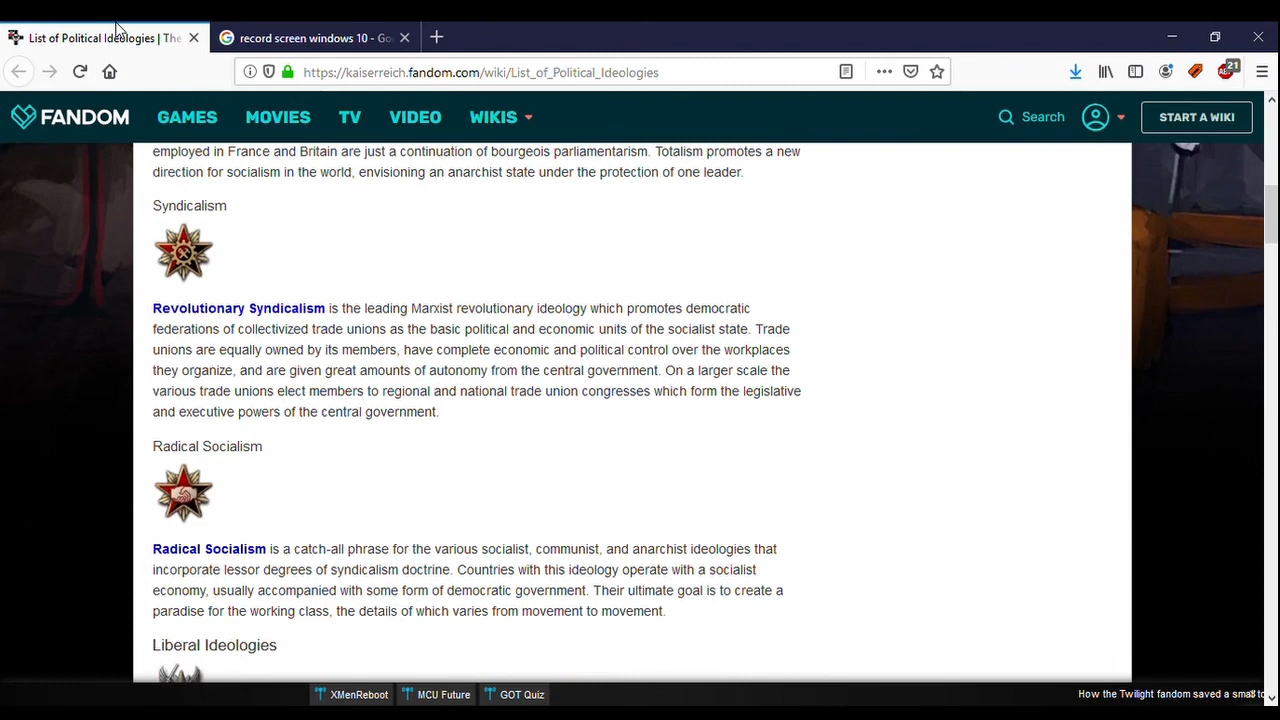 List of Political Ideologies | The
record screen windows 10 - Go
https://kaiserreich.fandom.com/wiki/List_of_Political_Ideologies
21
FANDOM GAMES MOVIES TV VIDEO WIKIS Search START A WIKI
employed in France and Britain are just a continuation of bourgeois parliamentarism. Totalism promotes a new
direction for socialism in the world, envisioning an anarchist state under the protection of one leader.
Syndicalism
Revolutionary Syndicalism is the leading Marxist revolutionary ideology which promotes democratic
federations of collectivized trade unions as the basic political and economic units of the socialist state. Trade
unions are equally owned by its members, have complete economic and political control over the workplaces
they organize, and are given great amounts of autonomy from the central government. On a larger scale the
various trade unions elect members to regional and national trade union congresses which form the legislative
and executive powers of the central government.
Radical Socialism
Radical Socialism is a catch-all phrase for the various socialist, communist, and anarchist ideologies that
incorporate lessor degrees of syndicalism doctrine. Countries with this ideology operate with a socialist
economy, usually accompanied with some form of democratic government. Their ultimate goal is to create a
paradise for the working class, the details of which varies from movement to movement.
Liberal Ideologies
XMenReboot MCU Future GOT Quiz How the Twilight fandom saved a small to